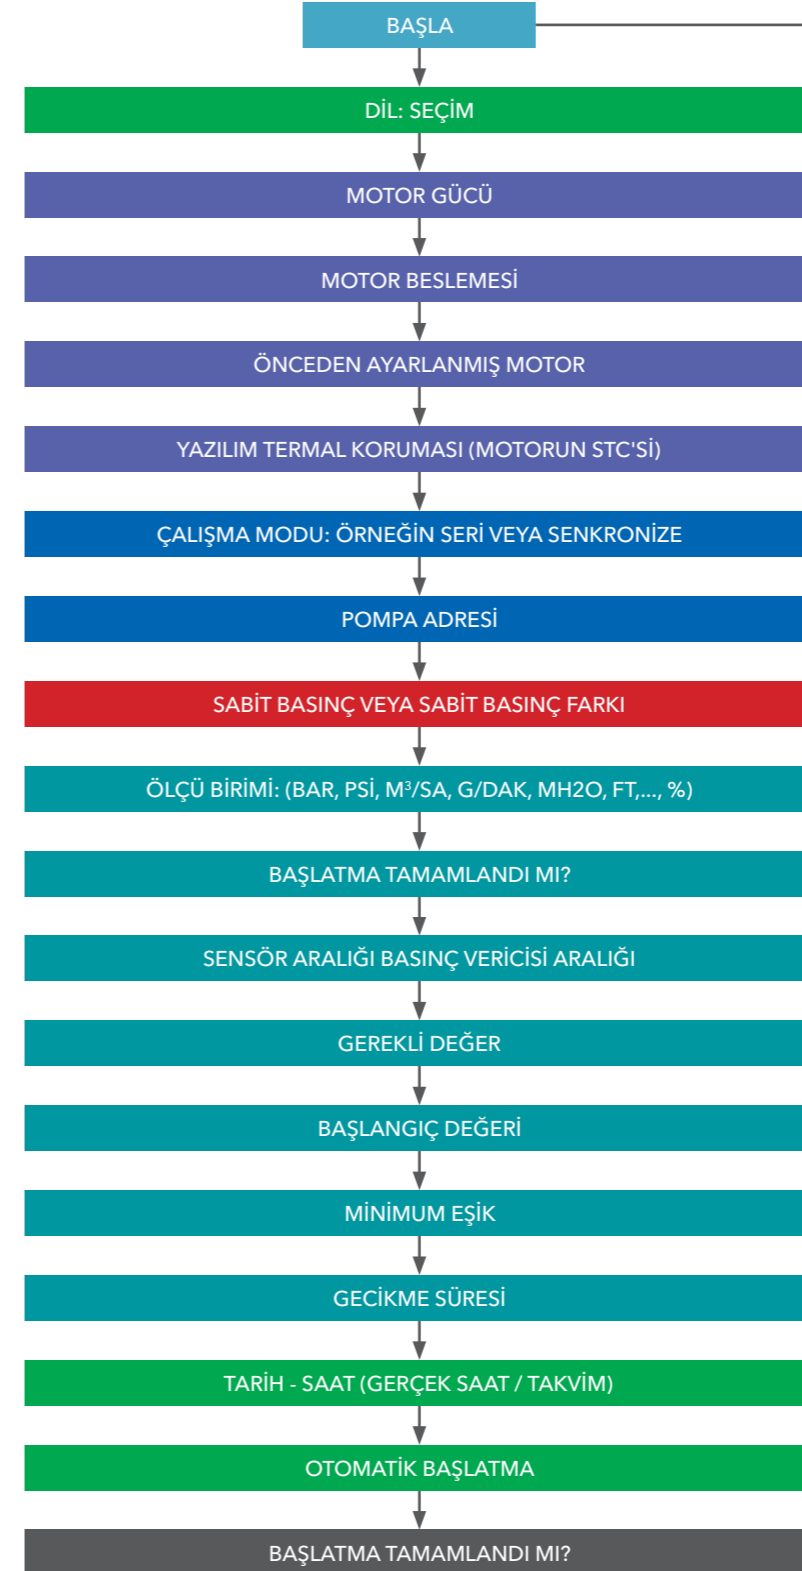 BAŞLA
DİL: SEÇİM
MOTOR GÜCÜ
MOTOR BESLEMESİ
ÖNCEDEN AYARLANMIŞ MOTOR
YAZILIM TERMAL KORUMASI (MOTORUN STC'Sİ)
ÇALIŞMA MODU: ÖRNEĞİN SERİ VEYA SENKRONİZE
POMPA ADRESİ
SABİT BASINÇ VEYA SABİT BASINÇ FARKI
ÖLÇÜ BİRİMİ: (BAR, PSİ, M³/SA, G/DAK, MH2O, FT,..., %)
BAŞLATMA TAMAMLANDI MI?
SENSÖR ARALIĞI BASINÇ VERİCİSİ ARALIĞI
GEREKLİ DEĞER
BAŞLANGIÇ DEĞERİ
MİNİMUM EŞİK
GECİKME SÜRESİ
TARİH - SAAT (GERÇEK SAAT / TAKVİM)
OTOMATİK BAŞLATMA
BAŞLATMA TAMAMLANDI MI?